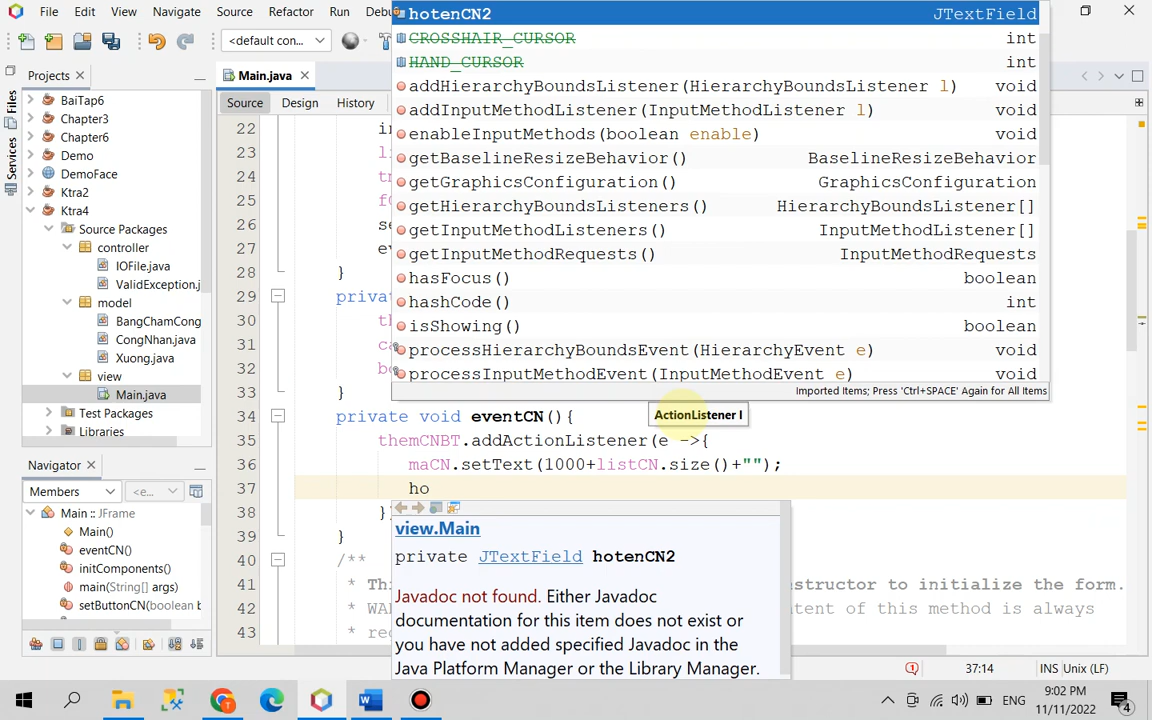 File Edit View Navigate Source Refactor Run
<default con...
Projects
Files
Services
BaiTap6
Chapter3
Chapter6
Demo
DemoFace
Ktra2
Ktra4
Source Packages
controller
IOFile.java
ValidException.j
model
BangChamCong
CongNhan.java
Xuong.java
view
Main.java
Test Packages
Libraries
Navigator
Members
<e...
Main :: JFrame
Main()
eventCN()
initComponents()
main(String[] args)
setButtonCN(boolean b
Main.java
Source Design History
hotenCN2 JTextField
CROSSHAIR_CURSOR int
HAND_CURSOR int
addHierarchyBoundsListener(HierarchyBoundsListener l) void
addInputMethodListener(InputMethodListener l) void
enableInputMethods(boolean enable) void
getBaselineResizeBehavior() BaselineResizeBehavior
getGraphicsConfiguration() GraphicsConfiguration
getHierarchyBoundsListeners() HierarchyBoundsListener[]
getInputMethodListeners() InputMethodListener[]
getInputMethodRequests() InputMethodRequests
hasFocus() boolean
hashCode() int
isShowing() boolean
processHierarchyBoundsEvent(HierarchyEvent e) void
processInputMethodEvent(InputMethodEvent e) void
Imported Items; Press 'Ctrl+SPACE' Again for All Items
ActionListener l
22
23
24
25
26
27
28 }
29
30
31
32
33 }
34 private void eventCN(){
35 themCNBT.addActionListener(e ->{
36 maCN.setText(1000+listCN.size()+"");
37 ho
38 }
39 }
40 /**
41 * Thi nstructor to initialize the form.
42 * WA ntent of this method is always
43 * re
view.Main
private JTextField hotenCN2
Javadoc not found. Either Javadoc
documentation for this item does not exist or
you have not added specified Javadoc in the
Java Platform Manager or the Library Manager.
37:14 INS Unix (LF)
ENG
9:02 PM
11/11/2022
4